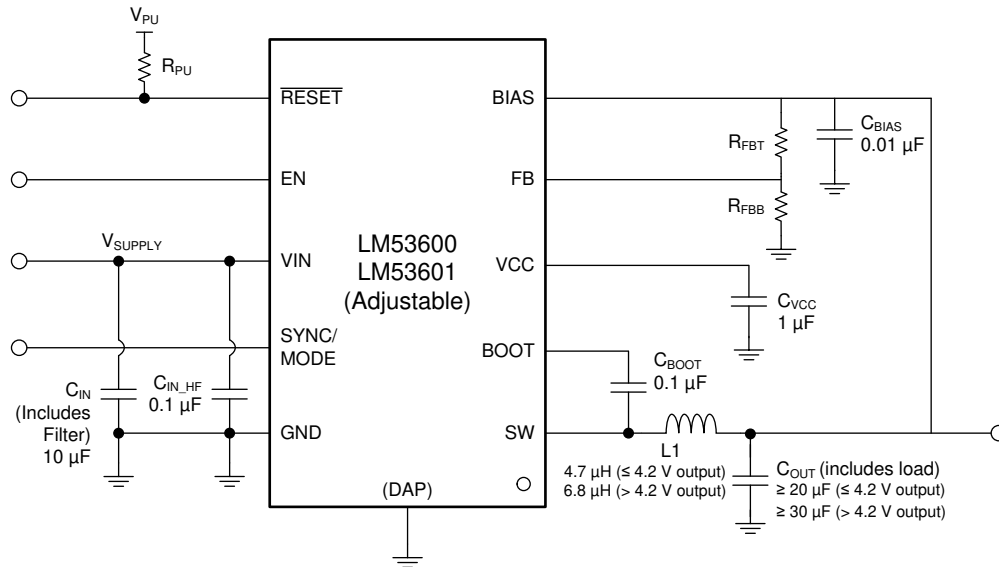 V_PU
R_PU
RESET
BIAS
C_BIAS
0.01 µF
R_FBT
EN
FB
R_FBB
V_SUPPLY
VIN
LM53600
LM53601
(Adjustable)
VCC
C_VCC
1 µF
SYNC/
MODE
BOOT
C_BOOT
0.1 µF
C_IN
(Includes
Filter)
10 µF
C_IN_HF
0.1 µF
GND
SW
L1
4.7 µH (≤ 4.2 V output)
6.8 µH (> 4.2 V output)
C_OUT (includes load)
≥ 20 µF (≤ 4.2 V output)
≥ 30 µF (> 4.2 V output)
(DAP)